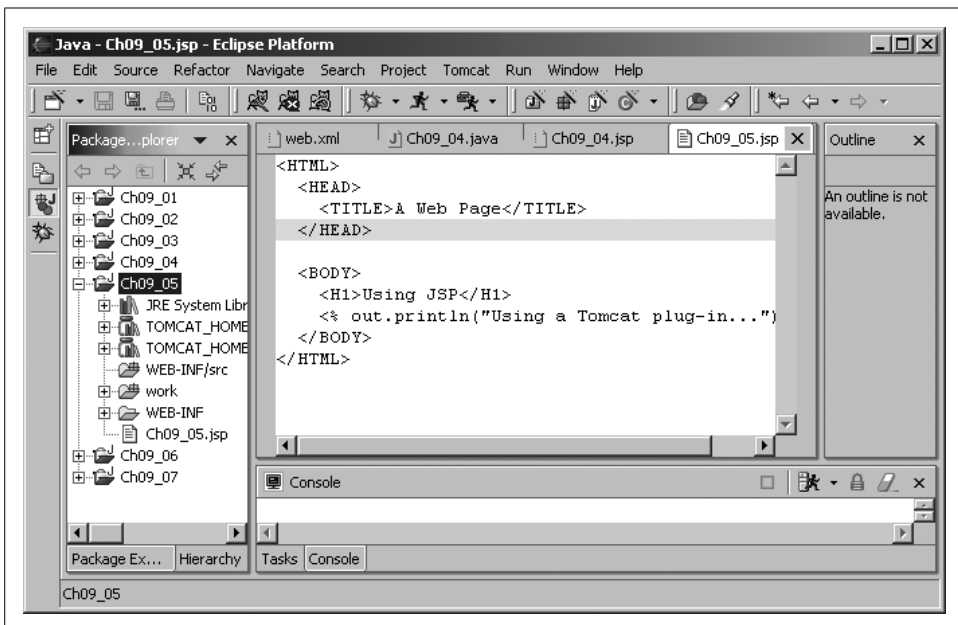 Java - Ch09_05.jsp - Eclipse Platform
File Edit Source Refactor Navigate Search Project Tomcat Run Window Help
Package...plorer
web.xml
Ch09_04.java
Ch09_04.jsp
Ch09_05.jsp
Outline
Ch09_01
Ch09_02
Ch09_03
Ch09_04
Ch09_05
JRE System Libr
TOMCAT_HOME
TOMCAT_HOME
WEB-INF/src
work
WEB-INF
Ch09_05.jsp
Ch09_06
Ch09_07
<HTML>
<HEAD>
<TITLE>A Web Page</TITLE>
</HEAD>
<BODY>
<H1>Using JSP</H1>
<% out.println("Using a Tomcat plug-in...")
</BODY>
</HTML>
An outline is not
available.
Console
Package Ex... Hierarchy
Tasks Console
Ch09_05